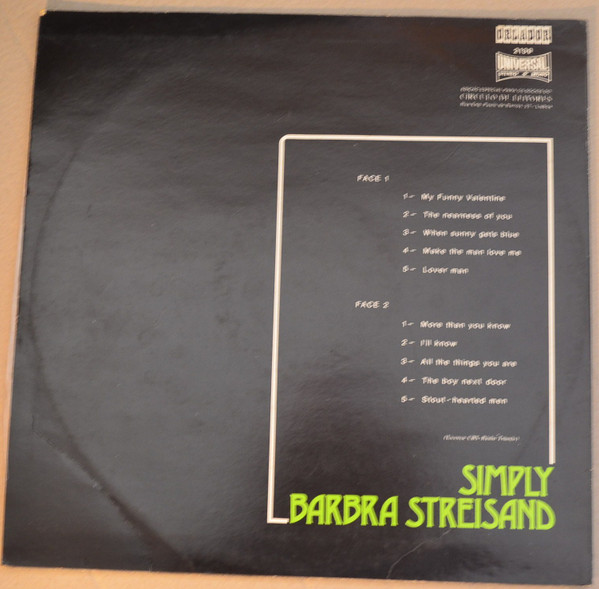 UNIVERSAL
FACE 1
1- My Funny Valentine
2- The nearness of you
3- When sunny gets blue
4- Make the man love me
5- Lover man
FACE 2
1- More than you know
2- I'll know
3- All the things you are
4- The boy next door
5- Stout-hearted men
SIMPLY
BARBRA STREISAND